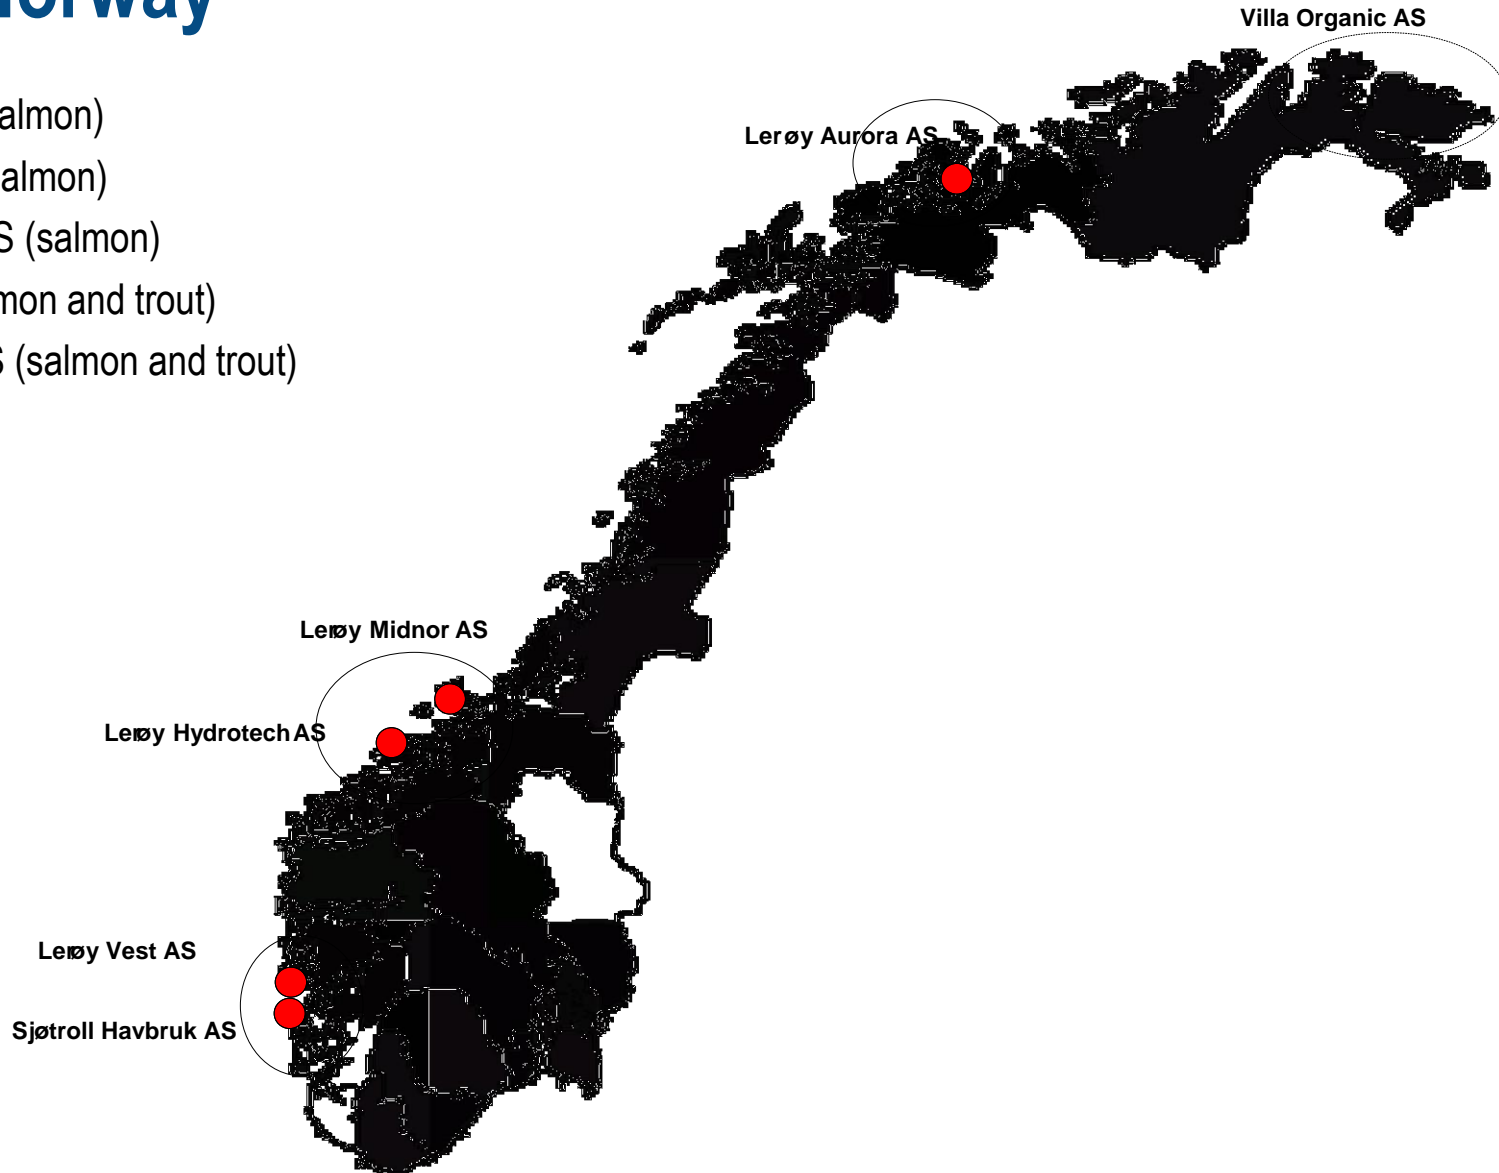 orway
almon)
almon)
S (salmon)
mon and trout)
S (salmon and trout)
Villa Organic AS
Lerøy Aurora AS
Lerøy Midnor AS
Lerøy Hydrotech AS
Lerøy Vest AS
Sjøtroll Havbruk AS